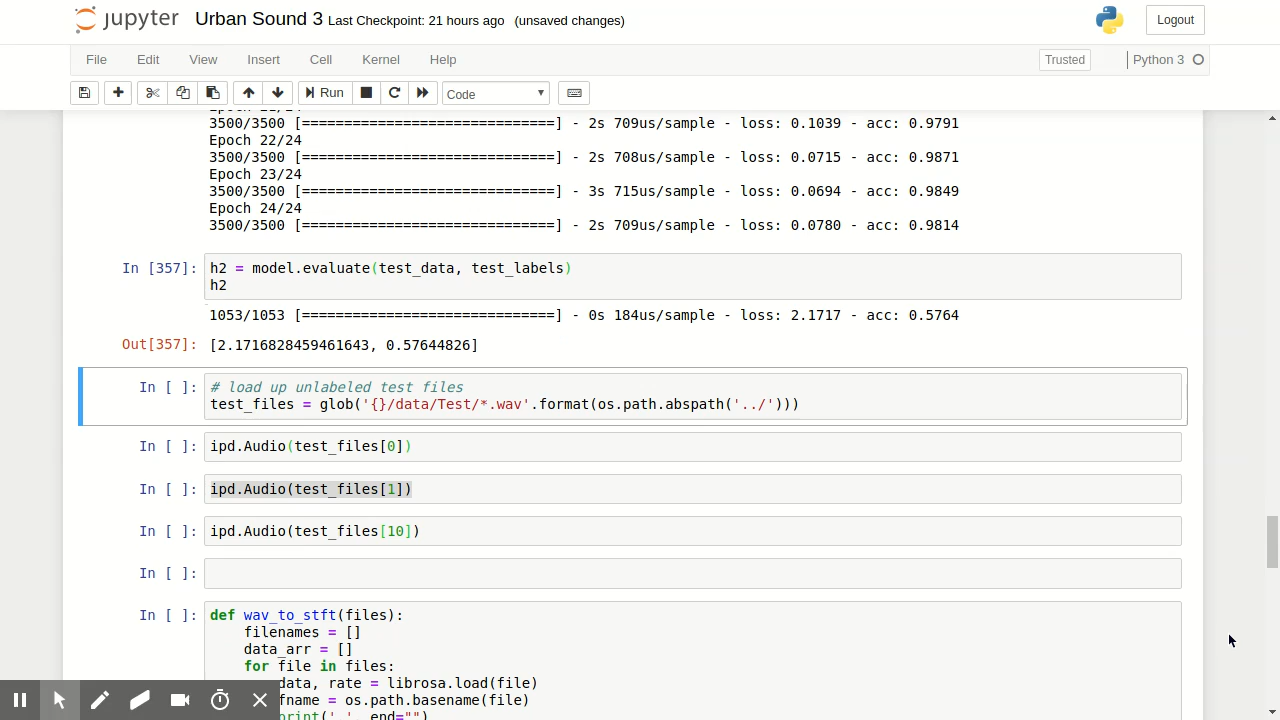 jupyter Urban Sound 3 Last Checkpoint: 21 hours ago (unsaved changes) Logout
File Edit View Insert Cell Kernel Help Trusted Python 3
Run Code
3500/3500 [==============================] - 2s 709us/sample - loss: 0.1039 - acc: 0.9791
Epoch 22/24
3500/3500 [==============================] - 2s 708us/sample - loss: 0.0715 - acc: 0.9871
Epoch 23/24
3500/3500 [==============================] - 3s 715us/sample - loss: 0.0694 - acc: 0.9849
Epoch 24/24
3500/3500 [==============================] - 2s 709us/sample - loss: 0.0780 - acc: 0.9814
In [357]: h2 = model.evaluate(test_data, test_labels)
h2
1053/1053 [==============================] - 0s 184us/sample - loss: 2.1717 - acc: 0.5764
Out[357]: [2.1716828459461643, 0.57644826]
In [ ]: # load up unlabeled test files
test_files = glob('{}/data/Test/*.wav'.format(os.path.abspath('../')))
In [ ]: ipd.Audio(test_files[0])
In [ ]: ipd.Audio(test_files[1])
In [ ]: ipd.Audio(test_files[10])
In [ ]:
In [ ]: def wav_to_stft(files):
filenames = []
data_arr = []
for file in files:
data, rate = librosa.load(file)
fname = os.path.basename(file)
print('.', end="")